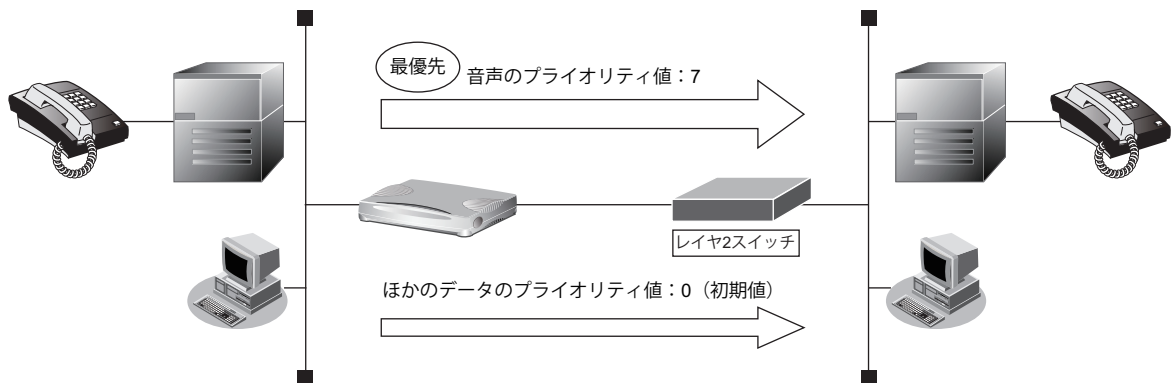 最優先
音声のプライオリティ値：7
レイヤ2スイッチ
ほかのデータのプライオリティ値：0（初期値）